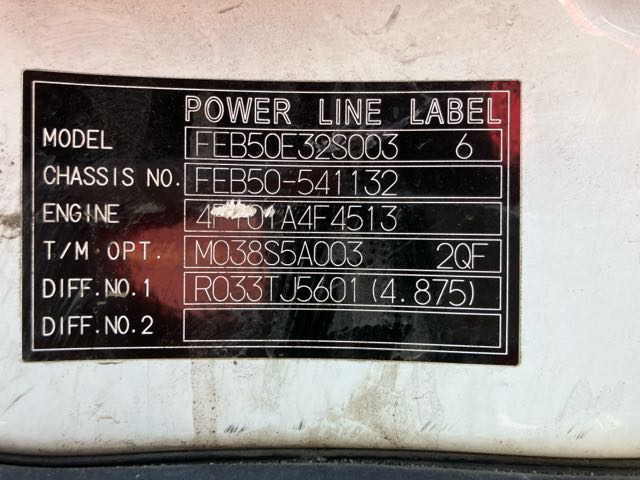 POWER LINE LABEL
MODEL FEB50E32S003 6
CHASSIS NO. FEB50-541132
ENGINE
T/M OPT. M038S5A003 2QF
DIFF.NO.1 R033TJ5601(4.875)
DIFF.NO.2